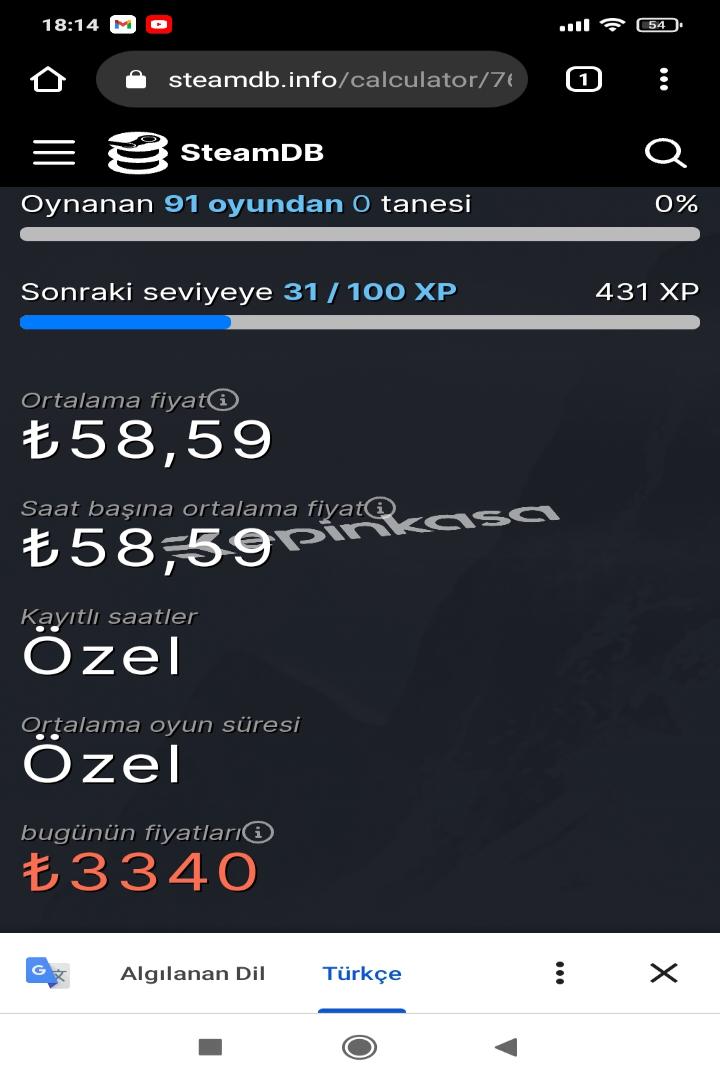 18:14
54
steamdb.info/calculator/76
1
SteamDB
Oynanan 91 oyundan 0 tanesi 0%
Sonraki seviyeye 31 / 100 XP 431 XP
Ortalama fiyat
₺58,59
Saat başına ortalama fiyat
₺58,59
epinkasa
Kayıtlı saatler
Özel
Ortalama oyun süresi
Özel
bugünün fiyatları
₺3340
Algılanan Dil Türkçe